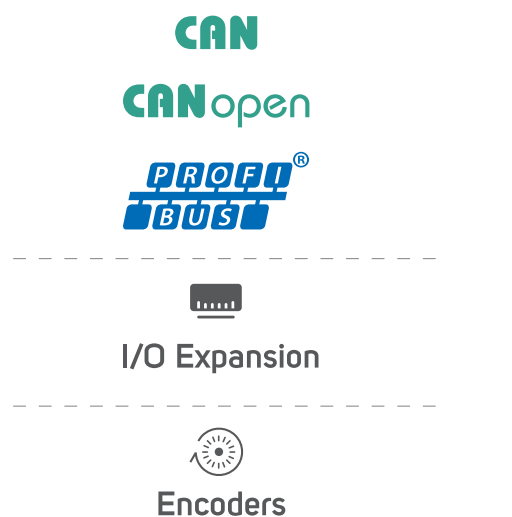 CAN
CANopen
PROFI®
BUS
I/O Expansion
Encoders